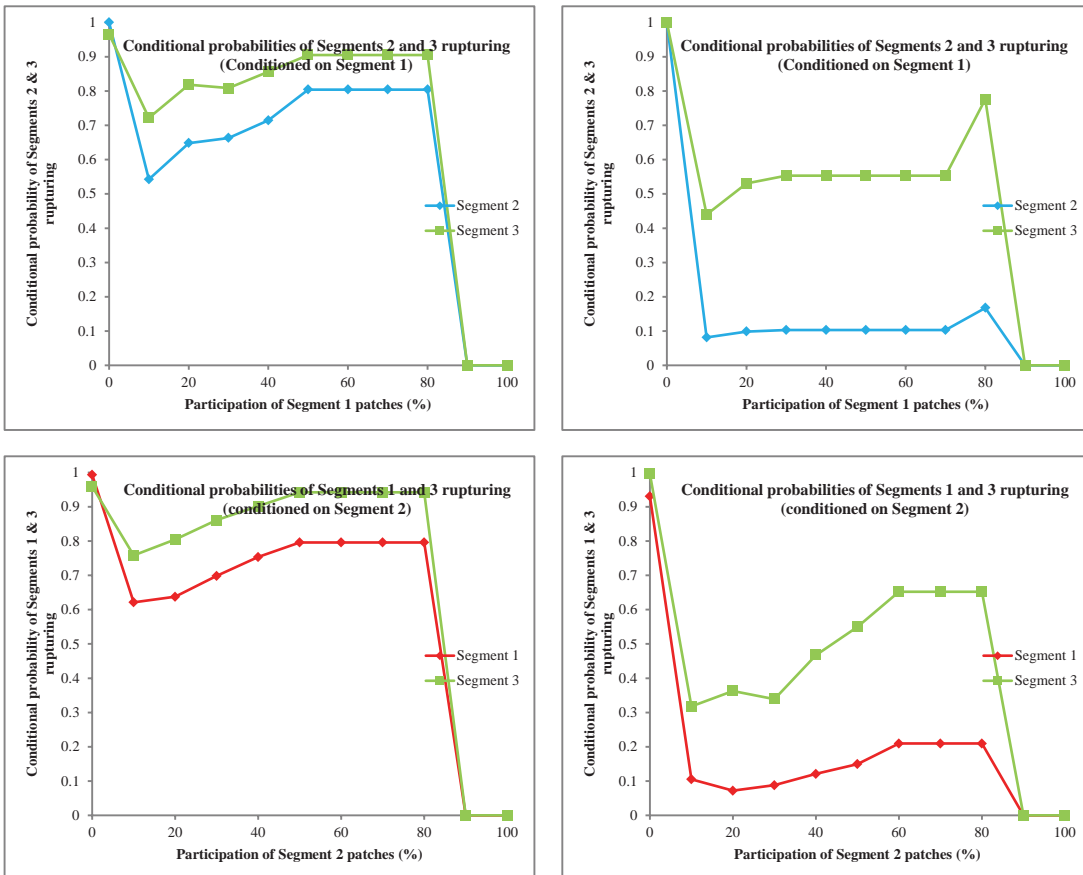 Conditional probabilities of Segments 2 and 3 rupturing
(Conditioned on Segment 1)
Conditional probability of Segments 2 & 3
rupturing
1
0.9
0.8
0.7
0.6
0.5
0.4
0.3
0.2
0.1
0
0 20 40 60 80 100
Participation of Segment 1 patches (%)
Segment 2
Segment 3
Conditional probabilities of Segments 2 and 3 rupturing
(Conditioned on Segment 1)
Conditional probability of Segments 2 & 3
rupturing
1
0.9
0.8
0.7
0.6
0.5
0.4
0.3
0.2
0.1
0
0 20 40 60 80 100
Participation of Segment 1 patches (%)
Segment 2
Segment 3
Conditional probabilities of Segments 1 and 3 rupturing
(conditioned on Segment 2)
Conditional probability of Segments 1 & 3
rupturing
1
0.9
0.8
0.7
0.6
0.5
0.4
0.3
0.2
0.1
0
0 20 40 60 80 100
Participation of Segment 2 patches (%)
Segment 1
Segment 3
Conditional probabilities of Segments 1 and 3 rupturing
(conditioned on Segment 2)
Conditional probability of Segments 1 & 3
rupturing
1
0.9
0.8
0.7
0.6
0.5
0.4
0.3
0.2
0.1
0
0 20 40 60 80 100
Participation of Segment 2 patches (%)
Segment 1
Segment 3